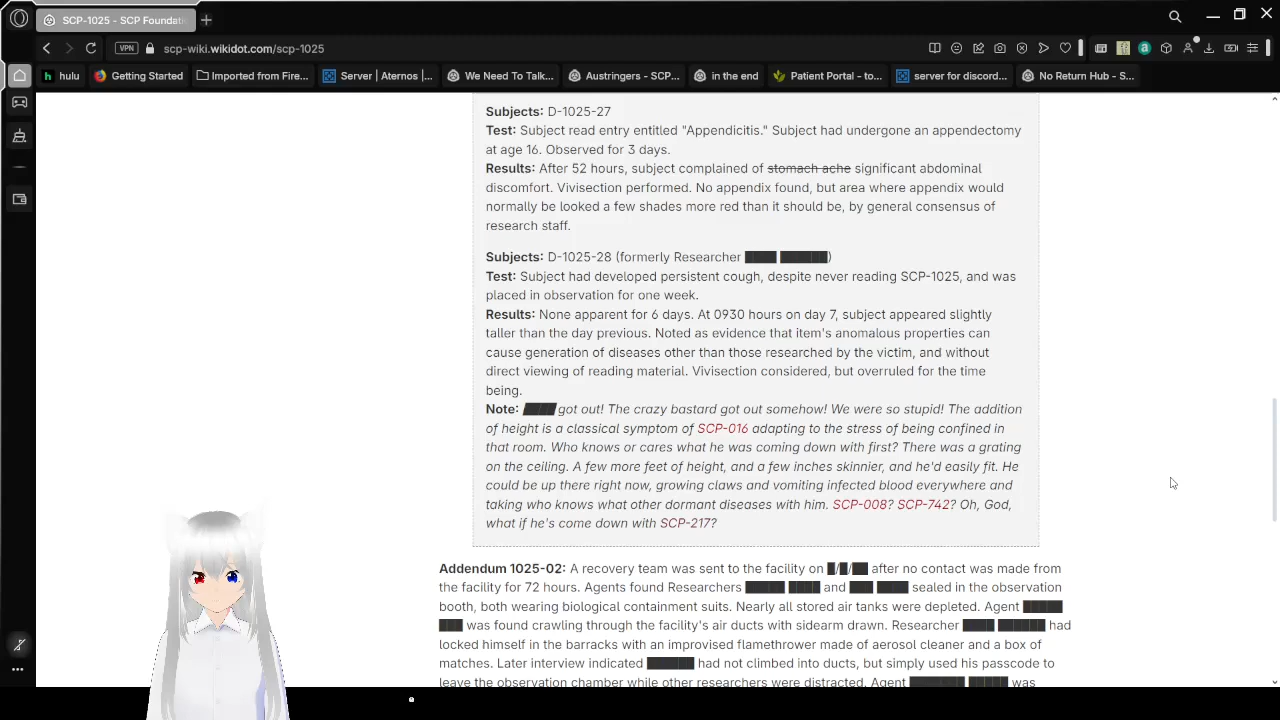 SCP-1025 - SCP Foundati
VPN scp-wiki.wikidot.com/scp-1025
hulu Getting Started Imported from Fire... Server | Aternos |... We Need To Talk... Austringers - SCP... in the end Patient Portal - to... server for discord... No Return Hub - S...
Subjects: D-1025-27
Test: Subject read entry entitled "Appendicitis." Subject had undergone an appendectomy
at age 16. Observed for 3 days.
Results: After 52 hours, subject complained of stomach ache significant abdominal
discomfort. Vivisection performed. No appendix found, but area where appendix would
normally be looked a few shades more red than it should be, by general consensus of
research staff.
Subjects: D-1025-28 (formerly Researcher ████ ██████)
Test: Subject had developed persistent cough, despite never reading SCP-1025, and was
placed in observation for one week.
Results: None apparent for 6 days. At 0930 hours on day 7, subject appeared slightly
taller than the day previous. Noted as evidence that item's anomalous properties can
cause generation of diseases other than those researched by the victim, and without
direct viewing of reading material. Vivisection considered, but overruled for the time
being.
Note: ████ got out! The crazy bastard got out somehow! We were so stupid! The addition
of height is a classical symptom of SCP-016 adapting to the stress of being confined in
that room. Who knows or cares what he was coming down with first? There was a grating
on the ceiling. A few more feet of height, and a few inches skinnier, and he'd easily fit. He
could be up there right now, growing claws and vomiting infected blood everywhere and
taking who knows what other dormant diseases with him. SCP-008? SCP-742? Oh, God,
what if he's come down with SCP-217?
Addendum 1025-02: A recovery team was sent to the facility on █/█/██ after no contact was made from
the facility for 72 hours. Agents found Researchers █████ ████ and ███ ████ sealed in the observation
booth, both wearing biological containment suits. Nearly all stored air tanks were depleted. Agent █████
███ was found crawling through the facility's air ducts with sidearm drawn. Researcher ████ ██████ had
locked himself in the barracks with an improvised flamethrower made of aerosol cleaner and a box of
matches. Later interview indicated ██████ had not climbed into ducts, but simply used his passcode to
leave the observation chamber while other researchers were distracted. Agent ███████ █████ was